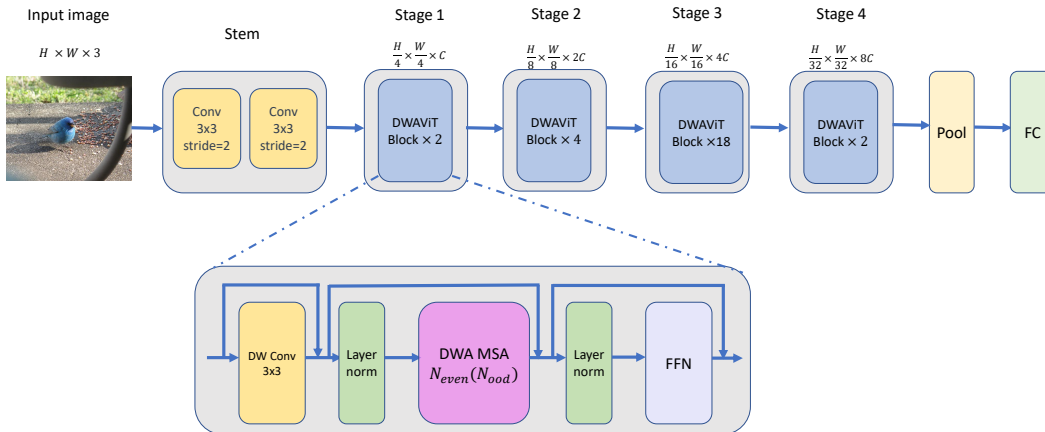 Input image
H × W × 3
Stem
Conv
3x3
stride=2
Conv
3x3
stride=2
Stage 1
H/4 × W/4 × C
DWAViT
Block × 2
Stage 2
H/8 × W/8 × 2C
DWAViT
Block × 4
Stage 3
H/16 × W/16 × 4C
DWAViT
Block ×18
Stage 4
H/32 × W/32 × 8C
DWAViT
Block × 2
Pool
FC
DW Conv
3x3
Layer
norm
DWA MSA
N_even(N_ood)
Layer
norm
FFN